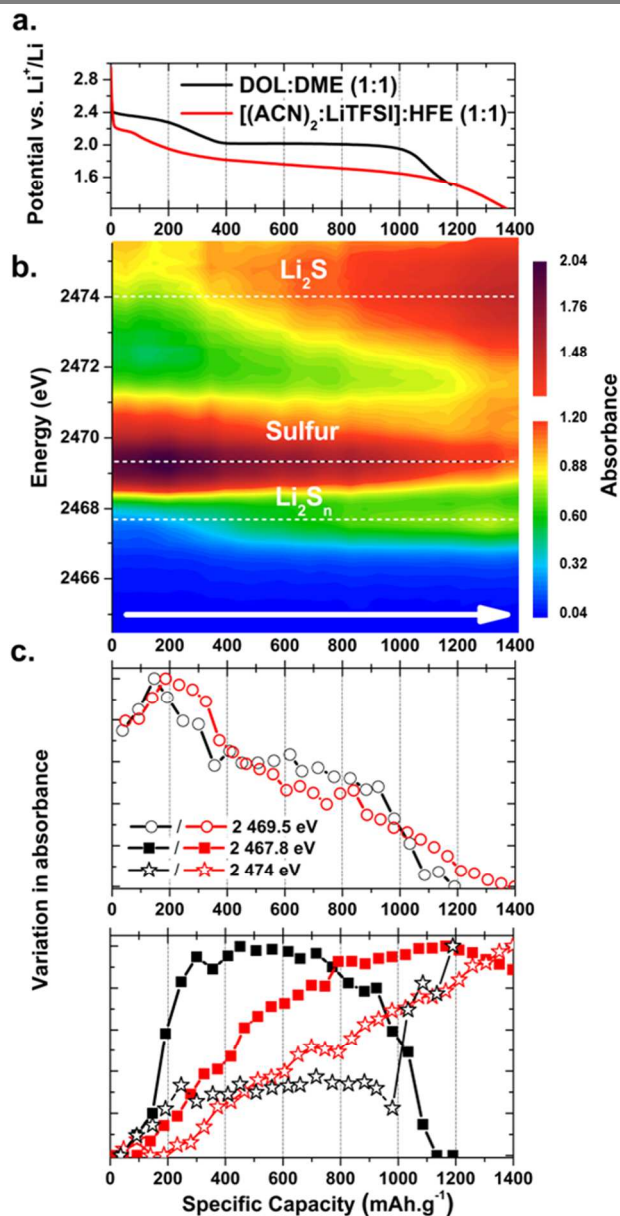 a.
Potential vs. Li⁺/Li
2.8
2.4
2.0
1.6
DOL:DME (1:1)
[(ACN)₂:LiTFSI]:HFE (1:1)
0 200 400 600 800 1000 1200 1400
b.
Energy (eV)
2474
2472
2470
2468
2466
Li₂S
Sulfur
Li₂Sₙ
0 200 400 600 800 1000 1200 1400
2.04
1.76
1.48
1.20
0.88
0.60
0.32
0.04
Absorbance
c.
Variation in absorbance
/ 2 469.5 eV
/ 2 467.8 eV
/ 2 474 eV
0 200 400 600 800 1000 1200 1400
0 200 400 600 800 1000 1200 1400
Specific Capacity (mAh.g⁻¹)